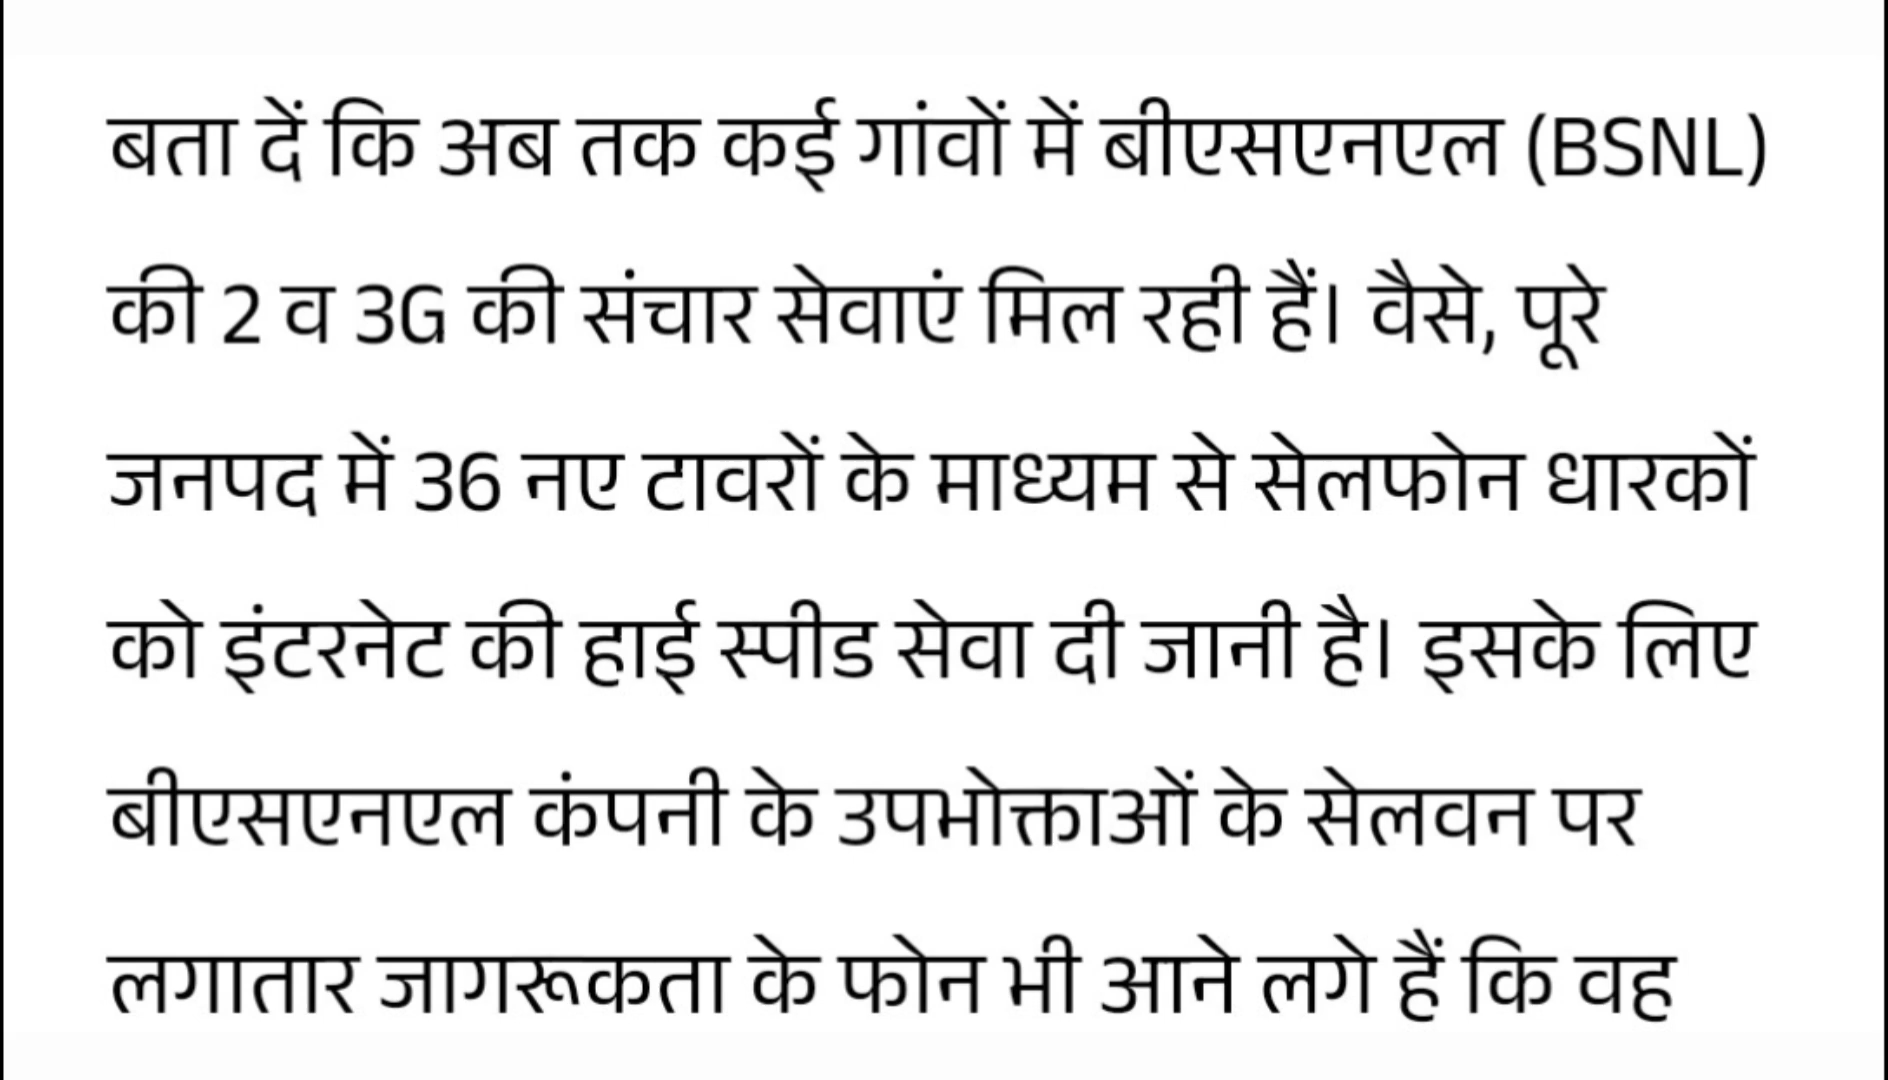 बता दें कि अब तक कई गांवों में बीएसएनएल (BSNL)
की 2 व 3G की संचार सेवाएं मिल रही हैं। वैसे, पूरे
जनपद में 36 नए टावरों के माध्यम से सेलफोन धारकों
को इंटरनेट की हाई स्पीड सेवा दी जानी है। इसके लिए
बीएसएनएल कंपनी के उपभोक्ताओं के सेलवन पर
लगातार जागरूकता के फोन भी आने लगे हैं कि वह